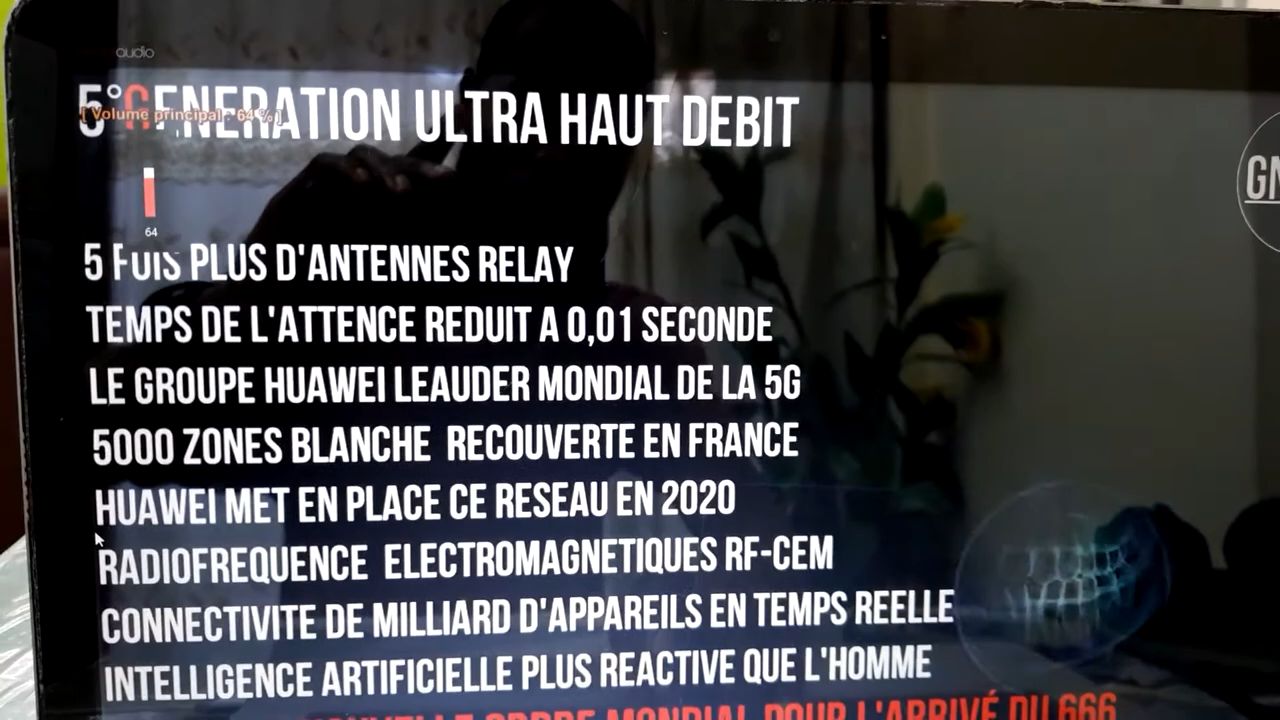 audio
5°GENERATION ULTRA HAUT DEBIT
[ Volume principal : 64 % ]
64
GN
5 FOIS PLUS D'ANTENNES RELAY
TEMPS DE L'ATTENCE REDUIT A 0,01 SECONDE
LE GROUPE HUAWEI LEAUDER MONDIAL DE LA 5G
5000 ZONES BLANCHE RECOUVERTE EN FRANCE
HUAWEI MET EN PLACE CE RESEAU EN 2020
RADIOFREQUENCE ELECTROMAGNETIQUES RF-CEM
CONNECTIVITE DE MILLIARD D'APPAREILS EN TEMPS REELLE
INTELLIGENCE ARTIFICIELLE PLUS REACTIVE QUE L'HOMME
NOUVELLE ORDRE MONDIAL POUR L'ARRIVÉ DU 666